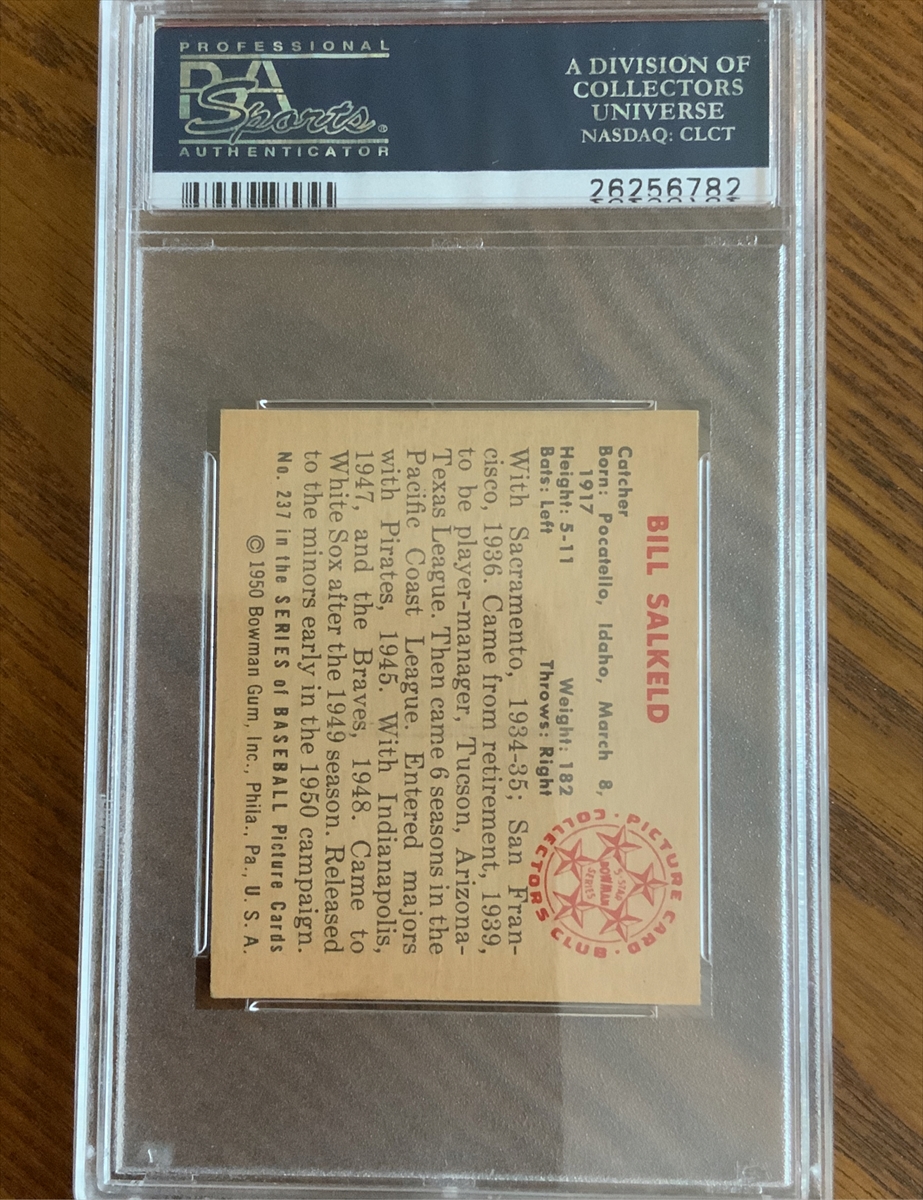 PROFESSIONAL
PSA
Sports®
AUTHENTICATOR
A DIVISION OF
COLLECTORS
UNIVERSE
NASDAQ: CLCT
26256782
BILL SALKELD
Catcher
Born: Pocatello, Idaho, March 8,
1917
Height: 5-11 Weight: 182
Bats: Left Throws: Right
PICTURE CARD • COLLECTORS CLUB •
5-STAR
BOWMAN
SERIES
With Sacramento, 1934-35; San Fran-
cisco, 1936. Came from retirement, 1939,
to be player-manager, Tucson, Arizona-
Texas League. Then came 6 seasons in the
Pacific Coast League. Entered majors
with Pirates, 1945. With Indianapolis,
1947, and the Braves, 1948. Came to
White Sox after the 1949 season. Released
to the minors early in the 1950 campaign.
No. 237 in the SERIES of BASEBALL Picture Cards
© 1950 Bowman Gum, Inc., Phila., Pa., U. S. A.